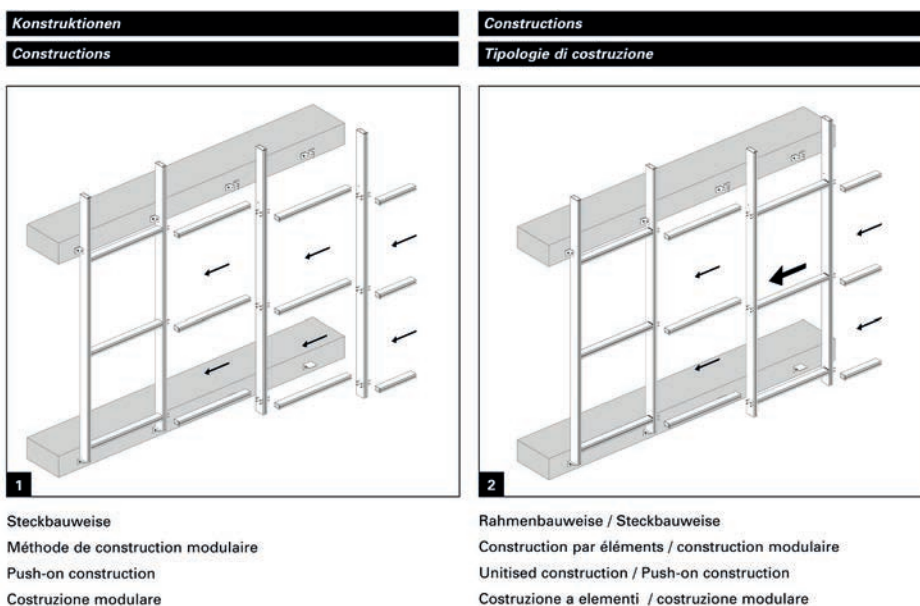 Konstruktionen
Constructions
Constructions
Tipologie di costruzione
1
2
Steckbauweise
Méthode de construction modulaire
Push-on construction
Costruzione modulare
Rahmenbauweise / Steckbauweise
Construction par éléments / construction modulaire
Unitised construction / Push-on construction
Costruzione a elementi / costruzione modulare